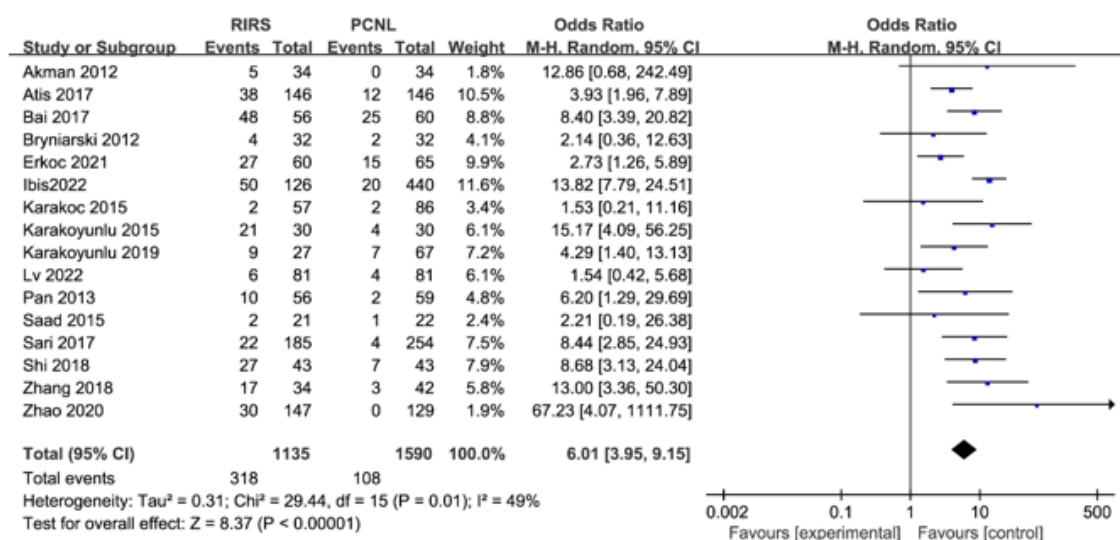 RIRS PCNL Odds Ratio Odds Ratio
Study or Subgroup Events Total Events Total Weight M-H, Random, 95% CI M-H, Random, 95% CI
Akman 2012 5 34 0 34 1.8% 12.86 [0.68, 242.49]
Atis 2017 38 146 12 146 10.5% 3.93 [1.96, 7.89]
Bai 2017 48 56 25 60 8.8% 8.40 [3.39, 20.82]
Bryniarski 2012 4 32 2 32 4.0% 2.14 [0.36, 12.63]
Erkoc 2021 27 60 15 65 9.9% 2.73 [1.26, 5.89]
Ibis2022 50 126 20 440 11.6% 13.82 [7.79, 24.51]
Karakoc 2015 2 57 2 86 3.4% 1.53 [0.21, 11.16]
Karakoyunlu 2015 21 30 4 30 6.1% 15.17 [4.09, 56.25]
Karakoyunlu 2019 9 27 7 67 7.2% 4.29 [1.40, 13.13]
Lv 2022 6 81 4 81 6.1% 1.54 [0.42, 5.68]
Pan 2013 10 56 2 59 4.8% 6.20 [1.29, 29.69]
Saad 2015 2 21 1 22 2.4% 2.21 [0.19, 26.38]
Sari 2017 22 185 4 254 7.5% 8.44 [2.85, 24.93]
Shi 2018 27 43 7 43 7.9% 8.68 [3.13, 24.04]
Zhang 2018 17 34 3 42 5.8% 13.00 [3.36, 50.30]
Zhao 2020 30 147 0 129 1.9% 67.23 [4.07, 1111.75]
Total (95% CI) 1135 1590 100.0% 6.01 [3.95, 9.15]
Total events 318 108
Heterogeneity: Tau² = 0.31; Chi² = 29.44, df = 15 (P = 0.01); I² = 49%
Test for overall effect: Z = 8.37 (P < 0.00001)
0.002 0.1 1 10 500
Favours [experimental] Favours [control]